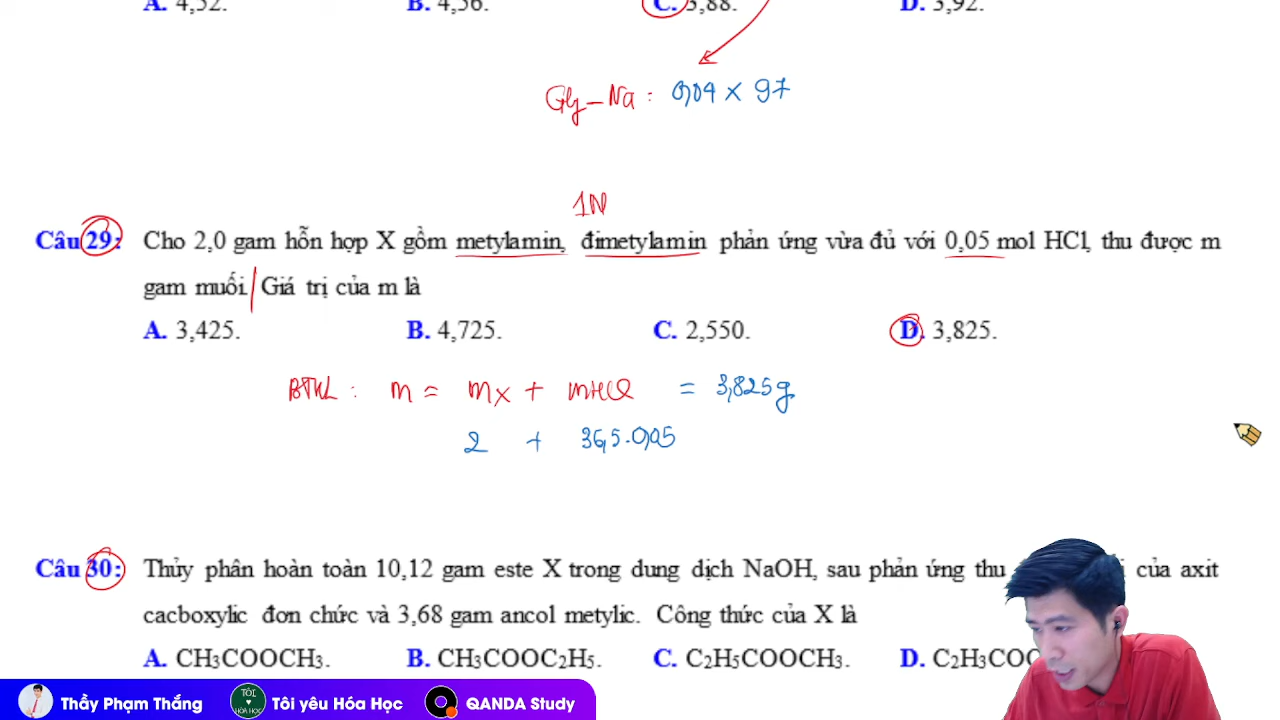 A. 4,52. B. 4,56. C. 3,88. D. 3,92.
Gly – Na : 0,04 × 97
1N
Câu 29: Cho 2,0 gam hỗn hợp X gồm metylamin, đimetylamin phản ứng vừa đủ với 0,05 mol HCl, thu được m
gam muối. Giá trị của m là
A. 3,425. B. 4,725. C. 2,550. D. 3,825.
BTKL : m = mX + mHCl = 3,825g
2 + 36,5.0,05
Câu 30: Thủy phân hoàn toàn 10,12 gam este X trong dung dịch NaOH, sau phản ứng thu của axit
cacboxylic đơn chức và 3,68 gam ancol metylic. Công thức của X là
A. CH3COOCH3. B. CH3COOC2H5. C. C2H5COOCH3. D. C2H3COO
Thầy Phạm Thắng TÔI YÊU HÓA HỌC Tôi yêu Hóa Học QANDA Study